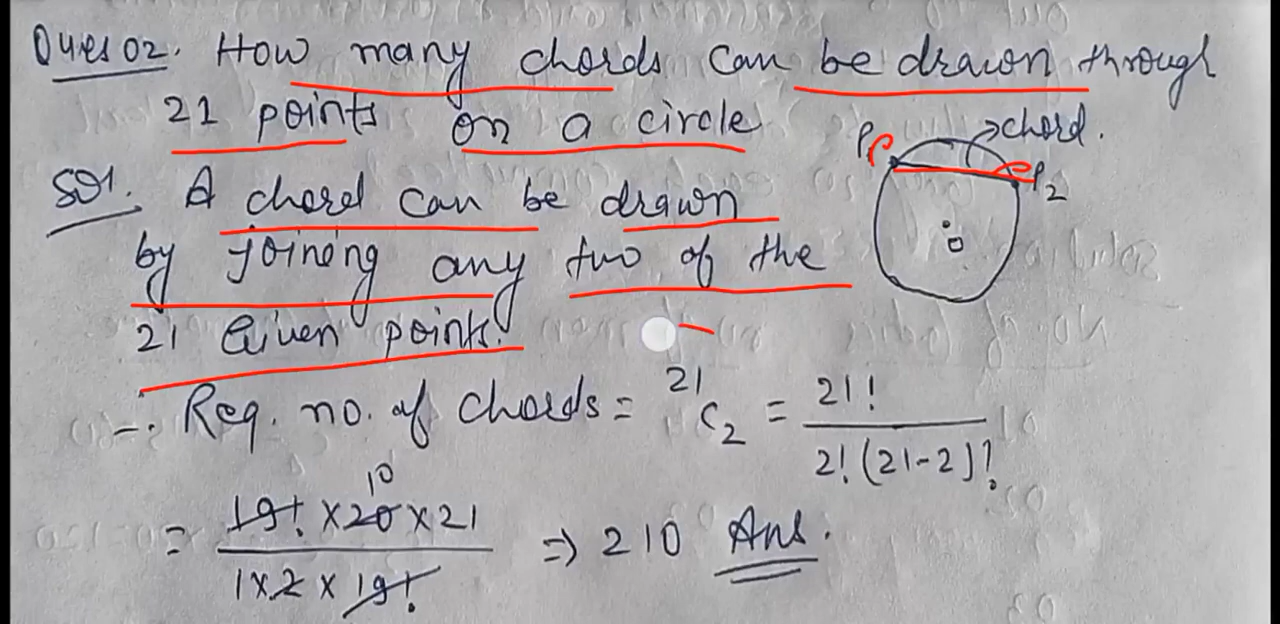 Ques 02. How many chords can be drawn through
21 points on a circle
P1 P2 chord.
O
Sol. A chord can be drawn
by joining any two of the
21 Given points.
∴ Req. no. of Chords = ²¹C₂ = 21! / 2!(21-2)!
= 19! × 20 × 21 / 1×2 × 19! 10 ⇒ 210 Ans.